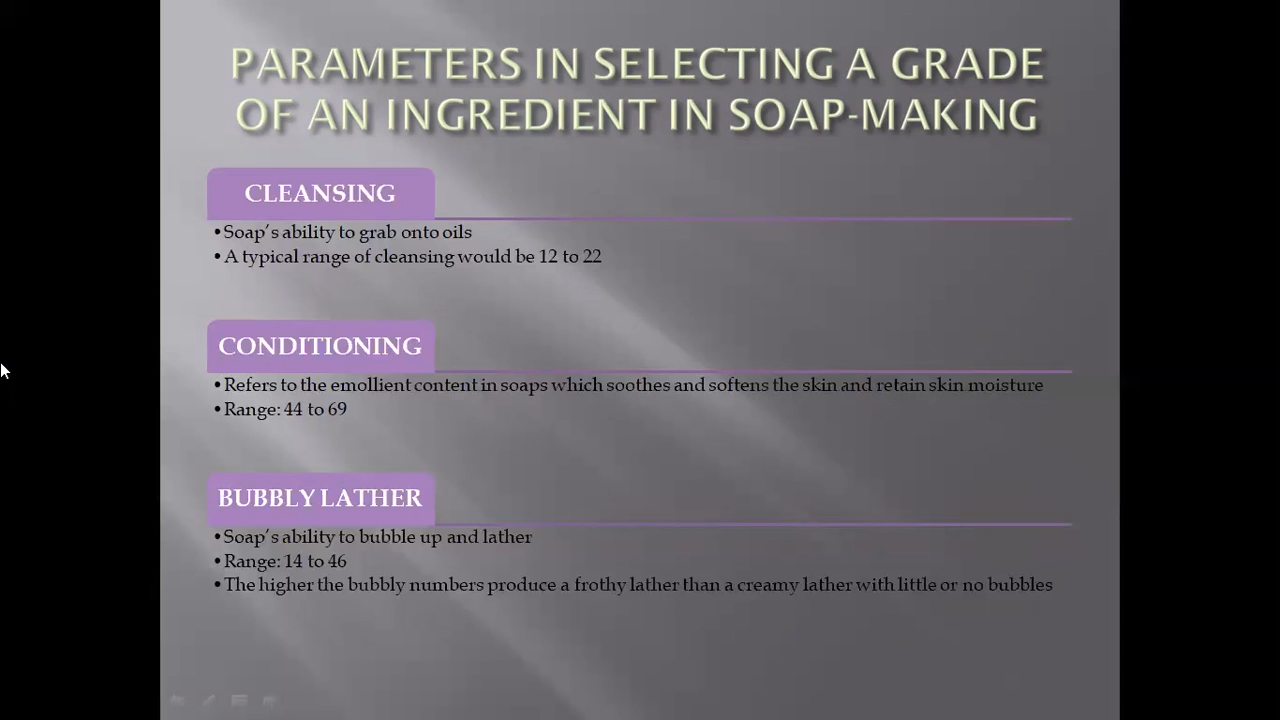 PARAMETERS IN SELECTING A GRADE
OF AN INGREDIENT IN SOAP-MAKING
CLEANSING
•Soap's ability to grab onto oils
•A typical range of cleansing would be 12 to 22
CONDITIONING
•Refers to the emollient content in soaps which soothes and softens the skin and retain skin moisture
•Range: 44 to 69
BUBBLY LATHER
•Soap's ability to bubble up and lather
•Range: 14 to 46
•The higher the bubbly numbers produce a frothy lather than a creamy lather with little or no bubbles